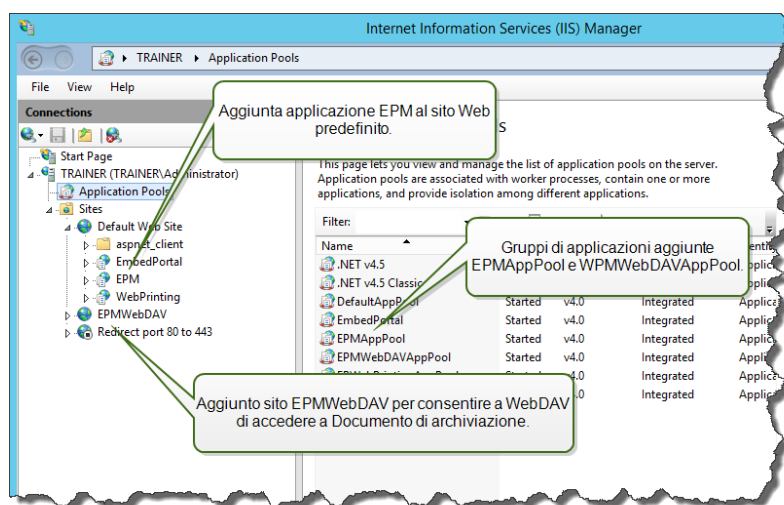 Internet Information Services (IIS) Manager
TRAINER Application Pools
File View Help
Connections
Start Page
TRAINER (TRAINER\Administrator)
Application Pools
Sites
Default Web Site
aspnet_client
EmbedPortal
EPM
WebPrinting
EPMWebDAV
Redirect port 80 to 443
Aggiunta applicazione EPM al sito Web
predefinito.
This page lets you view and manage the list of application pools on the server.
Application pools are associated with worker processes, contain one or more
applications, and provide isolation among different applications.
Filter:
Name
.NET v4.5
.NET v4.5 Classic
DefaultAppPool Started v4.0 Integrated
EmbedPortal Started v4.0 Integrated
EPMAppPool Started v4.0 Integrated
EPMWebDAVAppPool Started v4.0 Integrated
Started v4.0 Integrated
Integrated
Gruppi di applicazioni aggiunte
EPMAppPool e WPMWebDAVAppPool.
Aggiunto sito EPMWebDAV per consentire a WebDAV
di accedere a Documento di archiviazione.